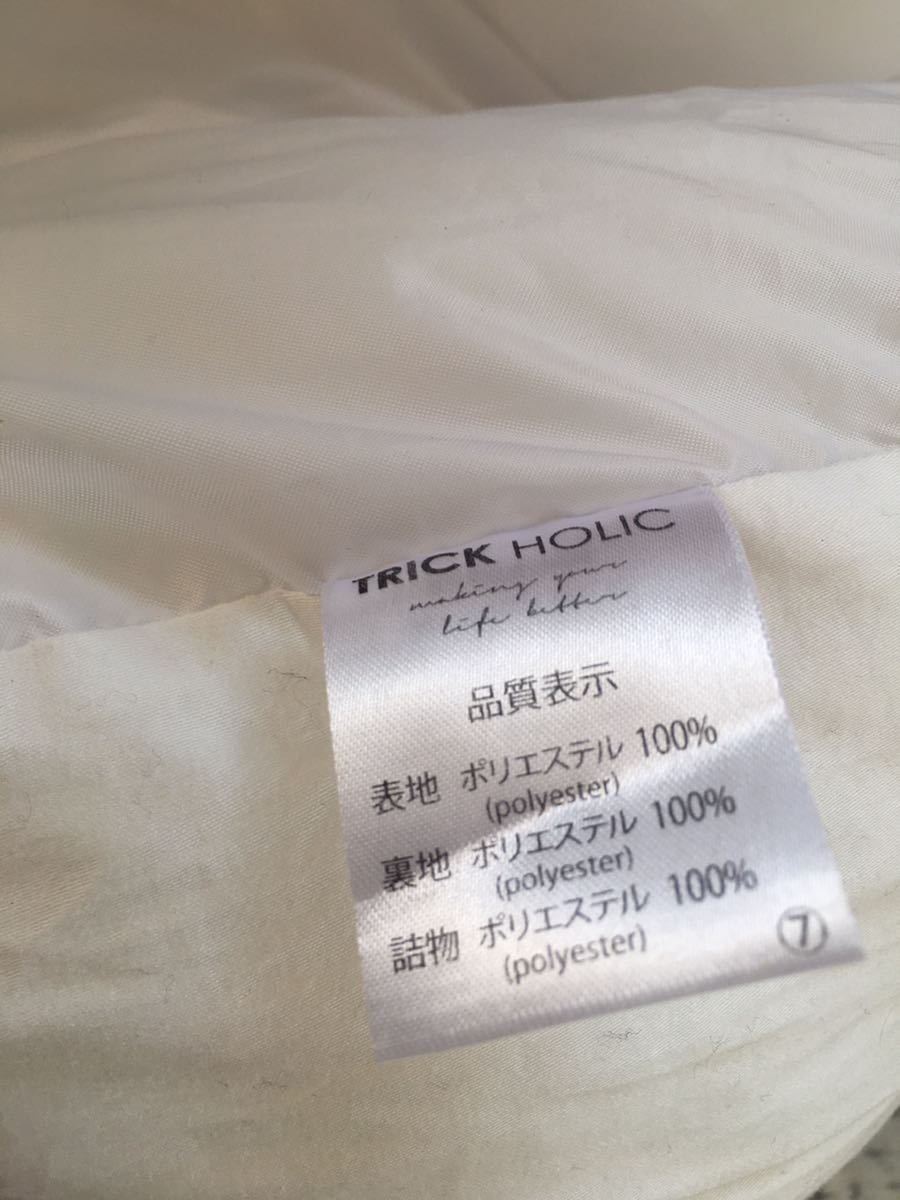 TRICK HOLIC
making your
life better
品質表示
表地 ポリエステル 100%
(polyester)
裏地 ポリエステル 100%
(polyester)
詰物 ポリエステル 100%
(polyester)
⑦